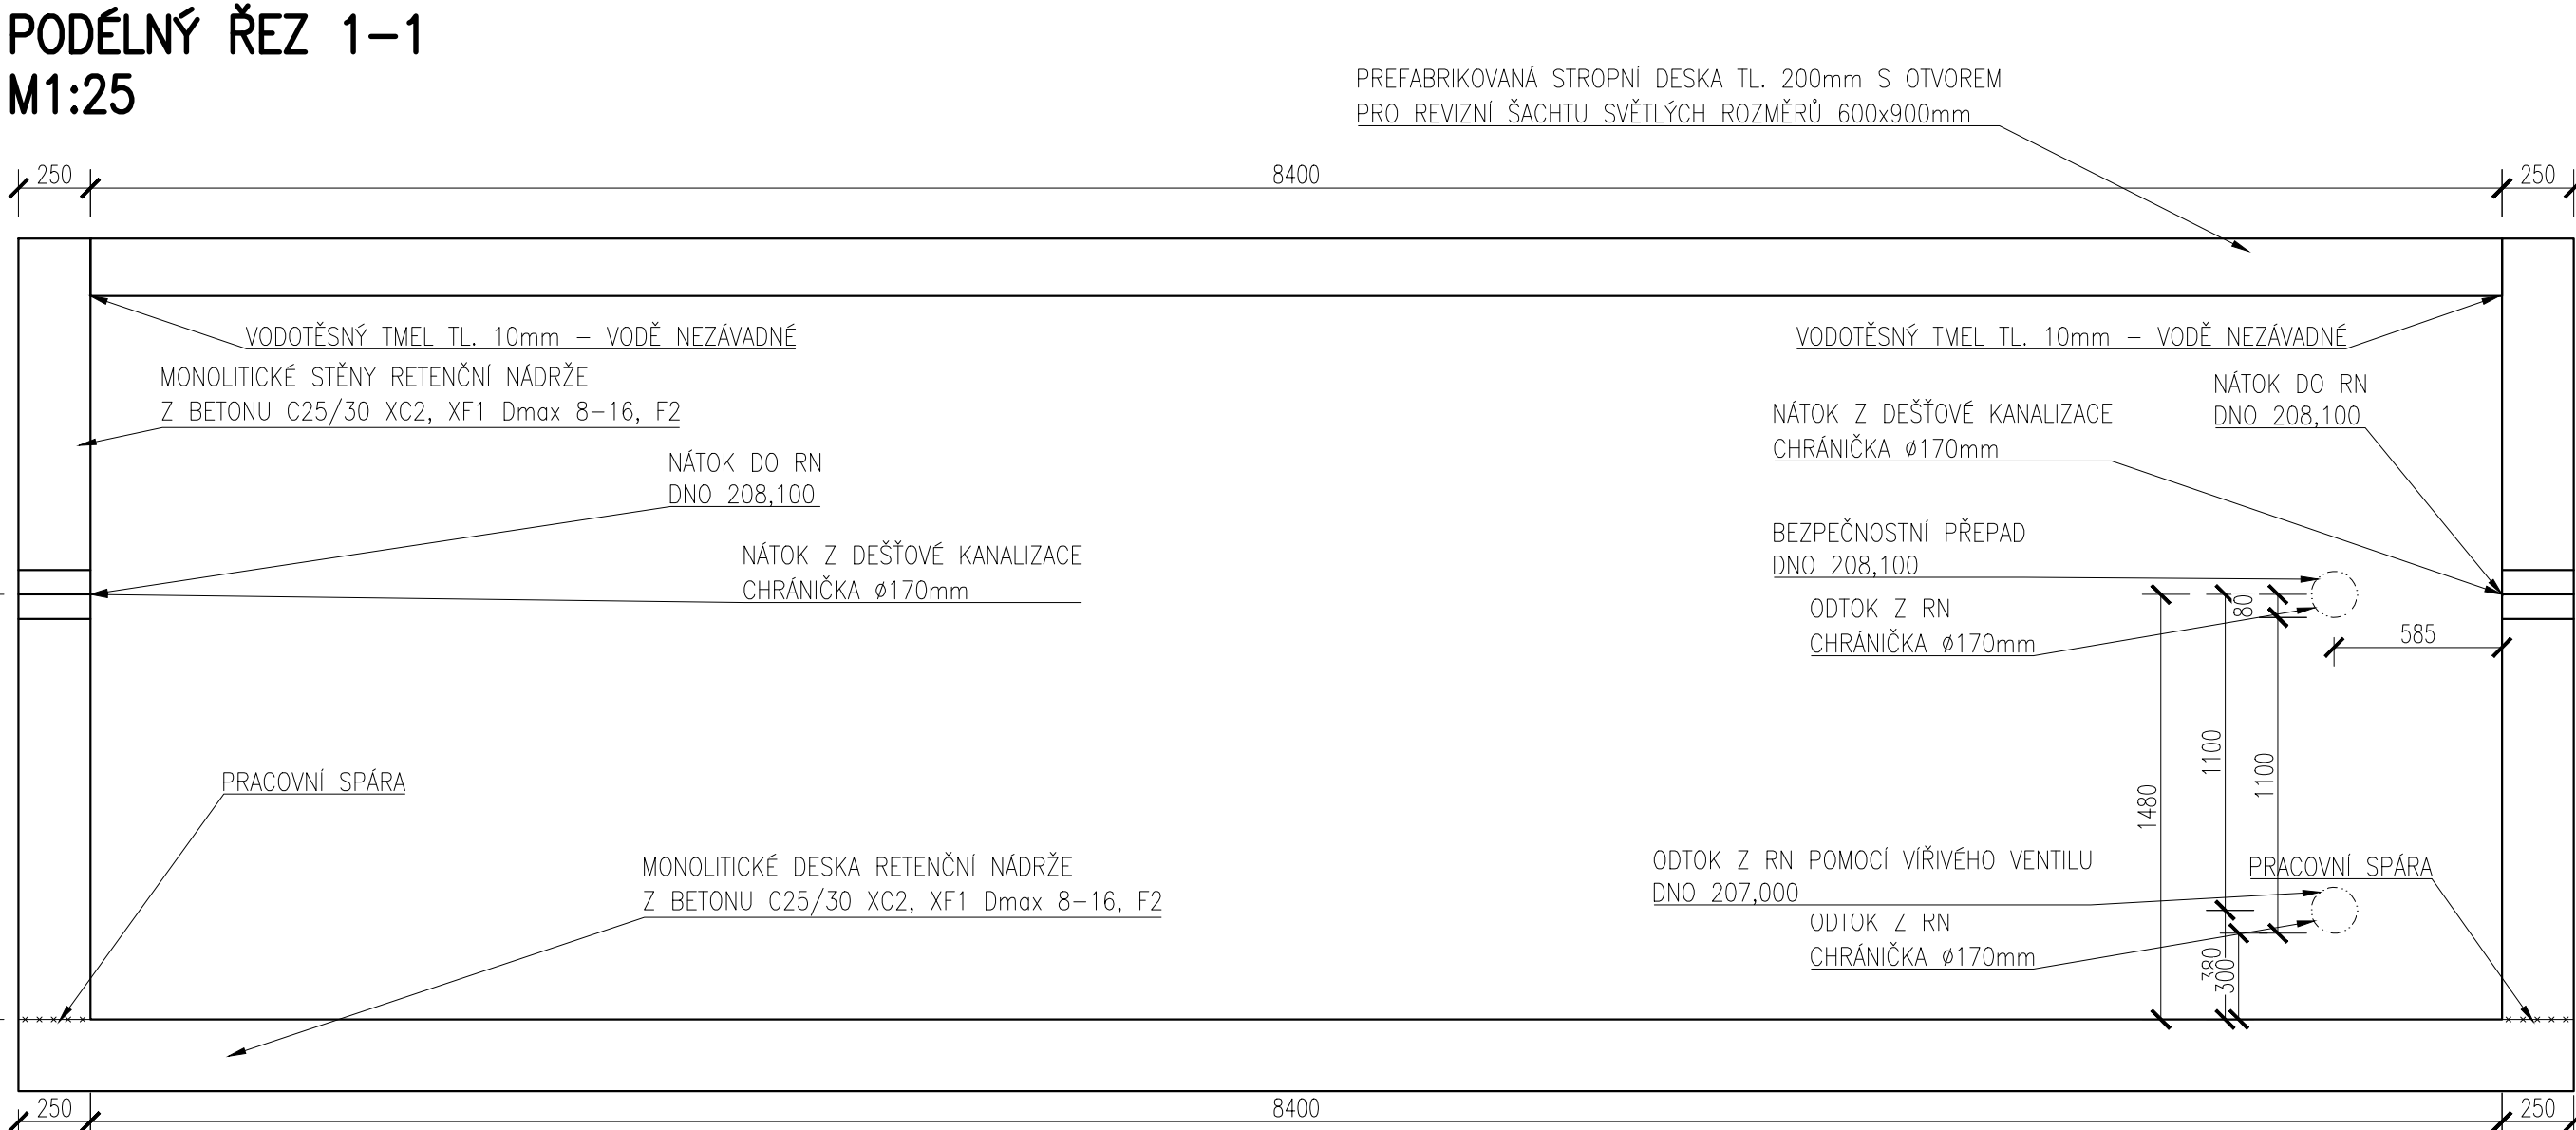 PODÉLNÝ ŘEZ 1-1
M1:25
PREFABRIKOVANÁ STROPNÍ DESKA TL. 200mm S OTVOREM
PRO REVIZNÍ ŠACHTU SVĚTLÝCH ROZMĚRŮ 600x900mm
250
8400
250
VODOTĚSNÝ TMEL TL. 10mm – VODĚ NEZÁVADNÉ
VODOTĚSNÝ TMEL TL. 10mm – VODĚ NEZÁVADNÉ
MONOLITICKÉ STĚNY RETENČNÍ NÁDRŽE
Z BETONU C25/30 XC2, XF1 Dmax 8-16, F2
NÁTOK DO RN
DNO 208,100
NÁTOK Z DEŠŤOVÉ KANALIZACE
CHRÁNIČKA ø170mm
NÁTOK DO RN
DNO 208,100
NÁTOK Z DEŠŤOVÉ KANALIZACE
CHRÁNIČKA ø170mm
BEZPEČNOSTNÍ PŘEPAD
DNO 208,100
ODTOK Z RN
CHRÁNIČKA ø170mm
80
585
1100
1100
1480
PRACOVNÍ SPÁRA
MONOLITICKÉ DESKA RETENČNÍ NÁDRŽE
Z BETONU C25/30 XC2, XF1 Dmax 8-16, F2
ODTOK Z RN POMOCÍ VÍŘIVÉHO VENTILU
DNO 207,000
ODTOK Z RN
CHRÁNIČKA ø170mm
PRACOVNÍ SPÁRA
380
300
250
8400
250